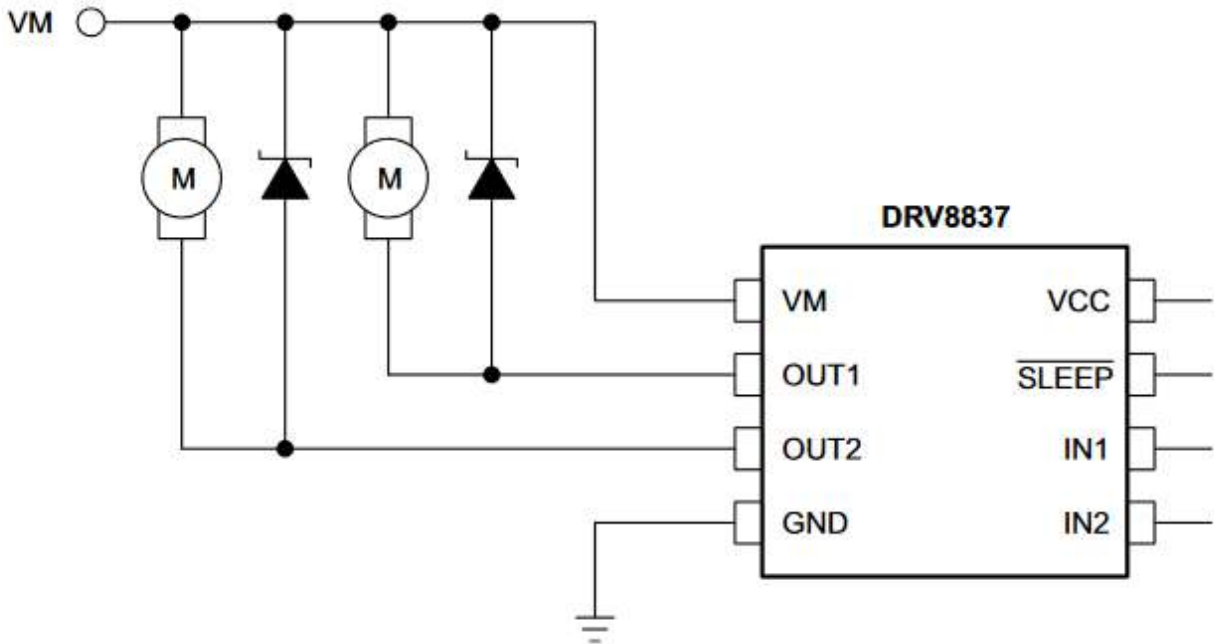 VM
M
M
DRV8837
VM
VCC
OUT1
SLEEP
OUT2
IN1
GND
IN2